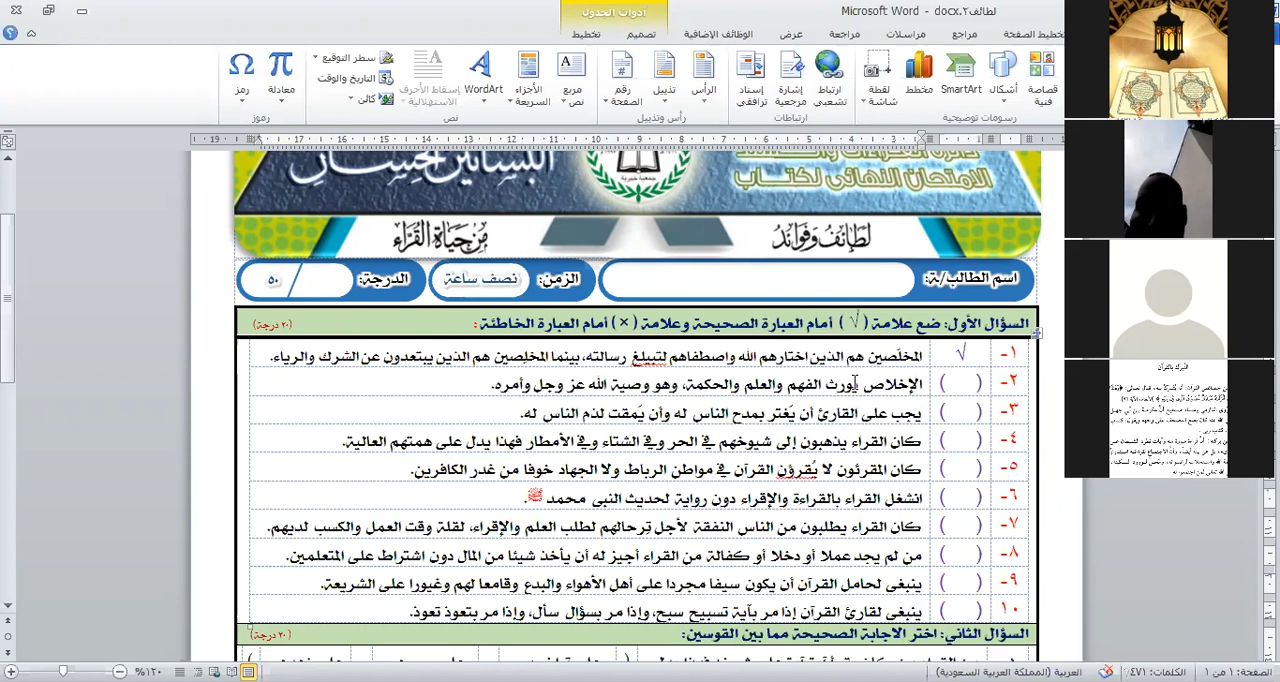 لطائف٢.docx - Microsoft Word
أدوات الجدول
تخطيط الصفحة
مراجع
مراسلات
مراجعة
عرض
الوظائف الإضافية
تصميم
تخطيط
قصاصة فنية
أشكال
SmartArt
مخطط
لقطة شاشة
رسومات توضيحية
ارتباط تشعبي
إشارة مرجعية
إسناد ترافقي
ارتباطات
الرأس
تذييل
رقم الصفحة
رأس وتذييل
مربع نص
الأجزاء السريعة
WordArt
إسقاط الأحرف الاستهلالية
سطر التوقيع
التاريخ والوقت
كائن
نص
معادلة
رمز
رموز
الامتحان النهائي لكتاب
البساتين الحسان
جمعية خيرية
لطائف وفوائد
من حياة القراء
اسم الطالب/ة:
الزمن:
نصف ساعة
الدرجة:
٥٠
السؤال الأول: ضع علامة ( √ ) أمام العبارة الصحيحة وعلامة ( × ) أمام العبارة الخاطئة: (٢٠ درجة)
١- √ المخلَصين هم الذين اختارهم الله واصطفاهم لتبيلغ رسالته، بينما المخلِصين هم الذين يبتعدون عن الشرك والرياء.
٢- ( ) الإخلاص يورث الفهم والعلم والحكمة، وهو وصية الله عز وجل وأمره.
٣- ( ) يجب على القارئ أن يَغتر بمدح الناس له وأن يَمقت لذم الناس له.
٤- ( ) كان القراء يذهبون إلى شيوخهم في الحر وفي الشتاء وفي الأمطار فهذا يدل على همتهم العالية.
٥- ( ) كان المقرئون لا يُقرؤن القرآن في مواطن الرباط ولا الجهاد خوفا من غدر الكافرين.
٦- ( ) انشغل القراء بالقراءة والإقراء دون رواية لحديث النبي محمد ﷺ.
٧- ( ) كان القراء يطلبون من الناس النفقة لأجل تِرحالهم لطلب العلم والإقراء، لقلة وقت العمل والكسب لديهم.
٨- ( ) من لم يجد عملا أو دخلا أو كفالة من القراء أجيز له أن يأخذ شيئا من المال دون اشتراط على المتعلمين.
٩- ( ) ينبغي لحامل القرآن أن يكون سيفا مجردا على أهل الأهواء والبدع وقامعا لهم وغيورا على الشريعة.
١٠- ( ) ينبغي لقارئ القرآن إذا مر بآية تسبيح سبح، وإذا مر بسؤال سأل، وإذا مر بتعوذ تعوذ.
السؤال الثاني: اختر الاجابة الصحيحة مما بين القوسين: (٢٠ درجة)
الصفحة: ١ من ١
الكلمات: ٤٧١
العربية (المملكة العربية السعودية)
١٢٠%